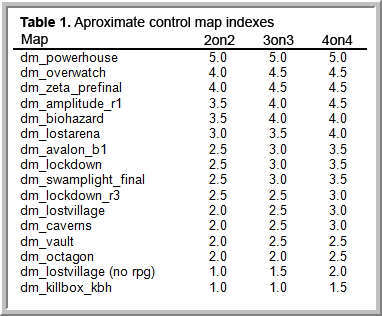 Table 1. Aproximate control map indexes
Map 2on2 3on3 4on4
dm_powerhouse 5.0 5.0 5.0
dm_overwatch 4.0 4.5 4.5
dm_zeta_prefinal 4.0 4.5 4.5
dm_amplitude_r1 3.5 4.0 4.5
dm_biohazard 3.5 4.0 4.0
dm_lostarena 3.0 3.5 4.0
dm_avalon_b1 2.5 3.0 3.5
dm_lockdown 2.5 3.0 3.5
dm_swamplight_final 2.5 3.0 3.5
dm_lockdown_r3 2.5 2.5 3.0
dm_lostvillage 2.0 2.5 3.0
dm_caverns 2.0 2.5 3.0
dm_vault 2.0 2.5 2.5
dm_octagon 2.0 2.0 2.5
dm_lostvillage (no rpg) 1.0 1.5 2.0
dm_killbox_kbh 1.0 1.0 1.5